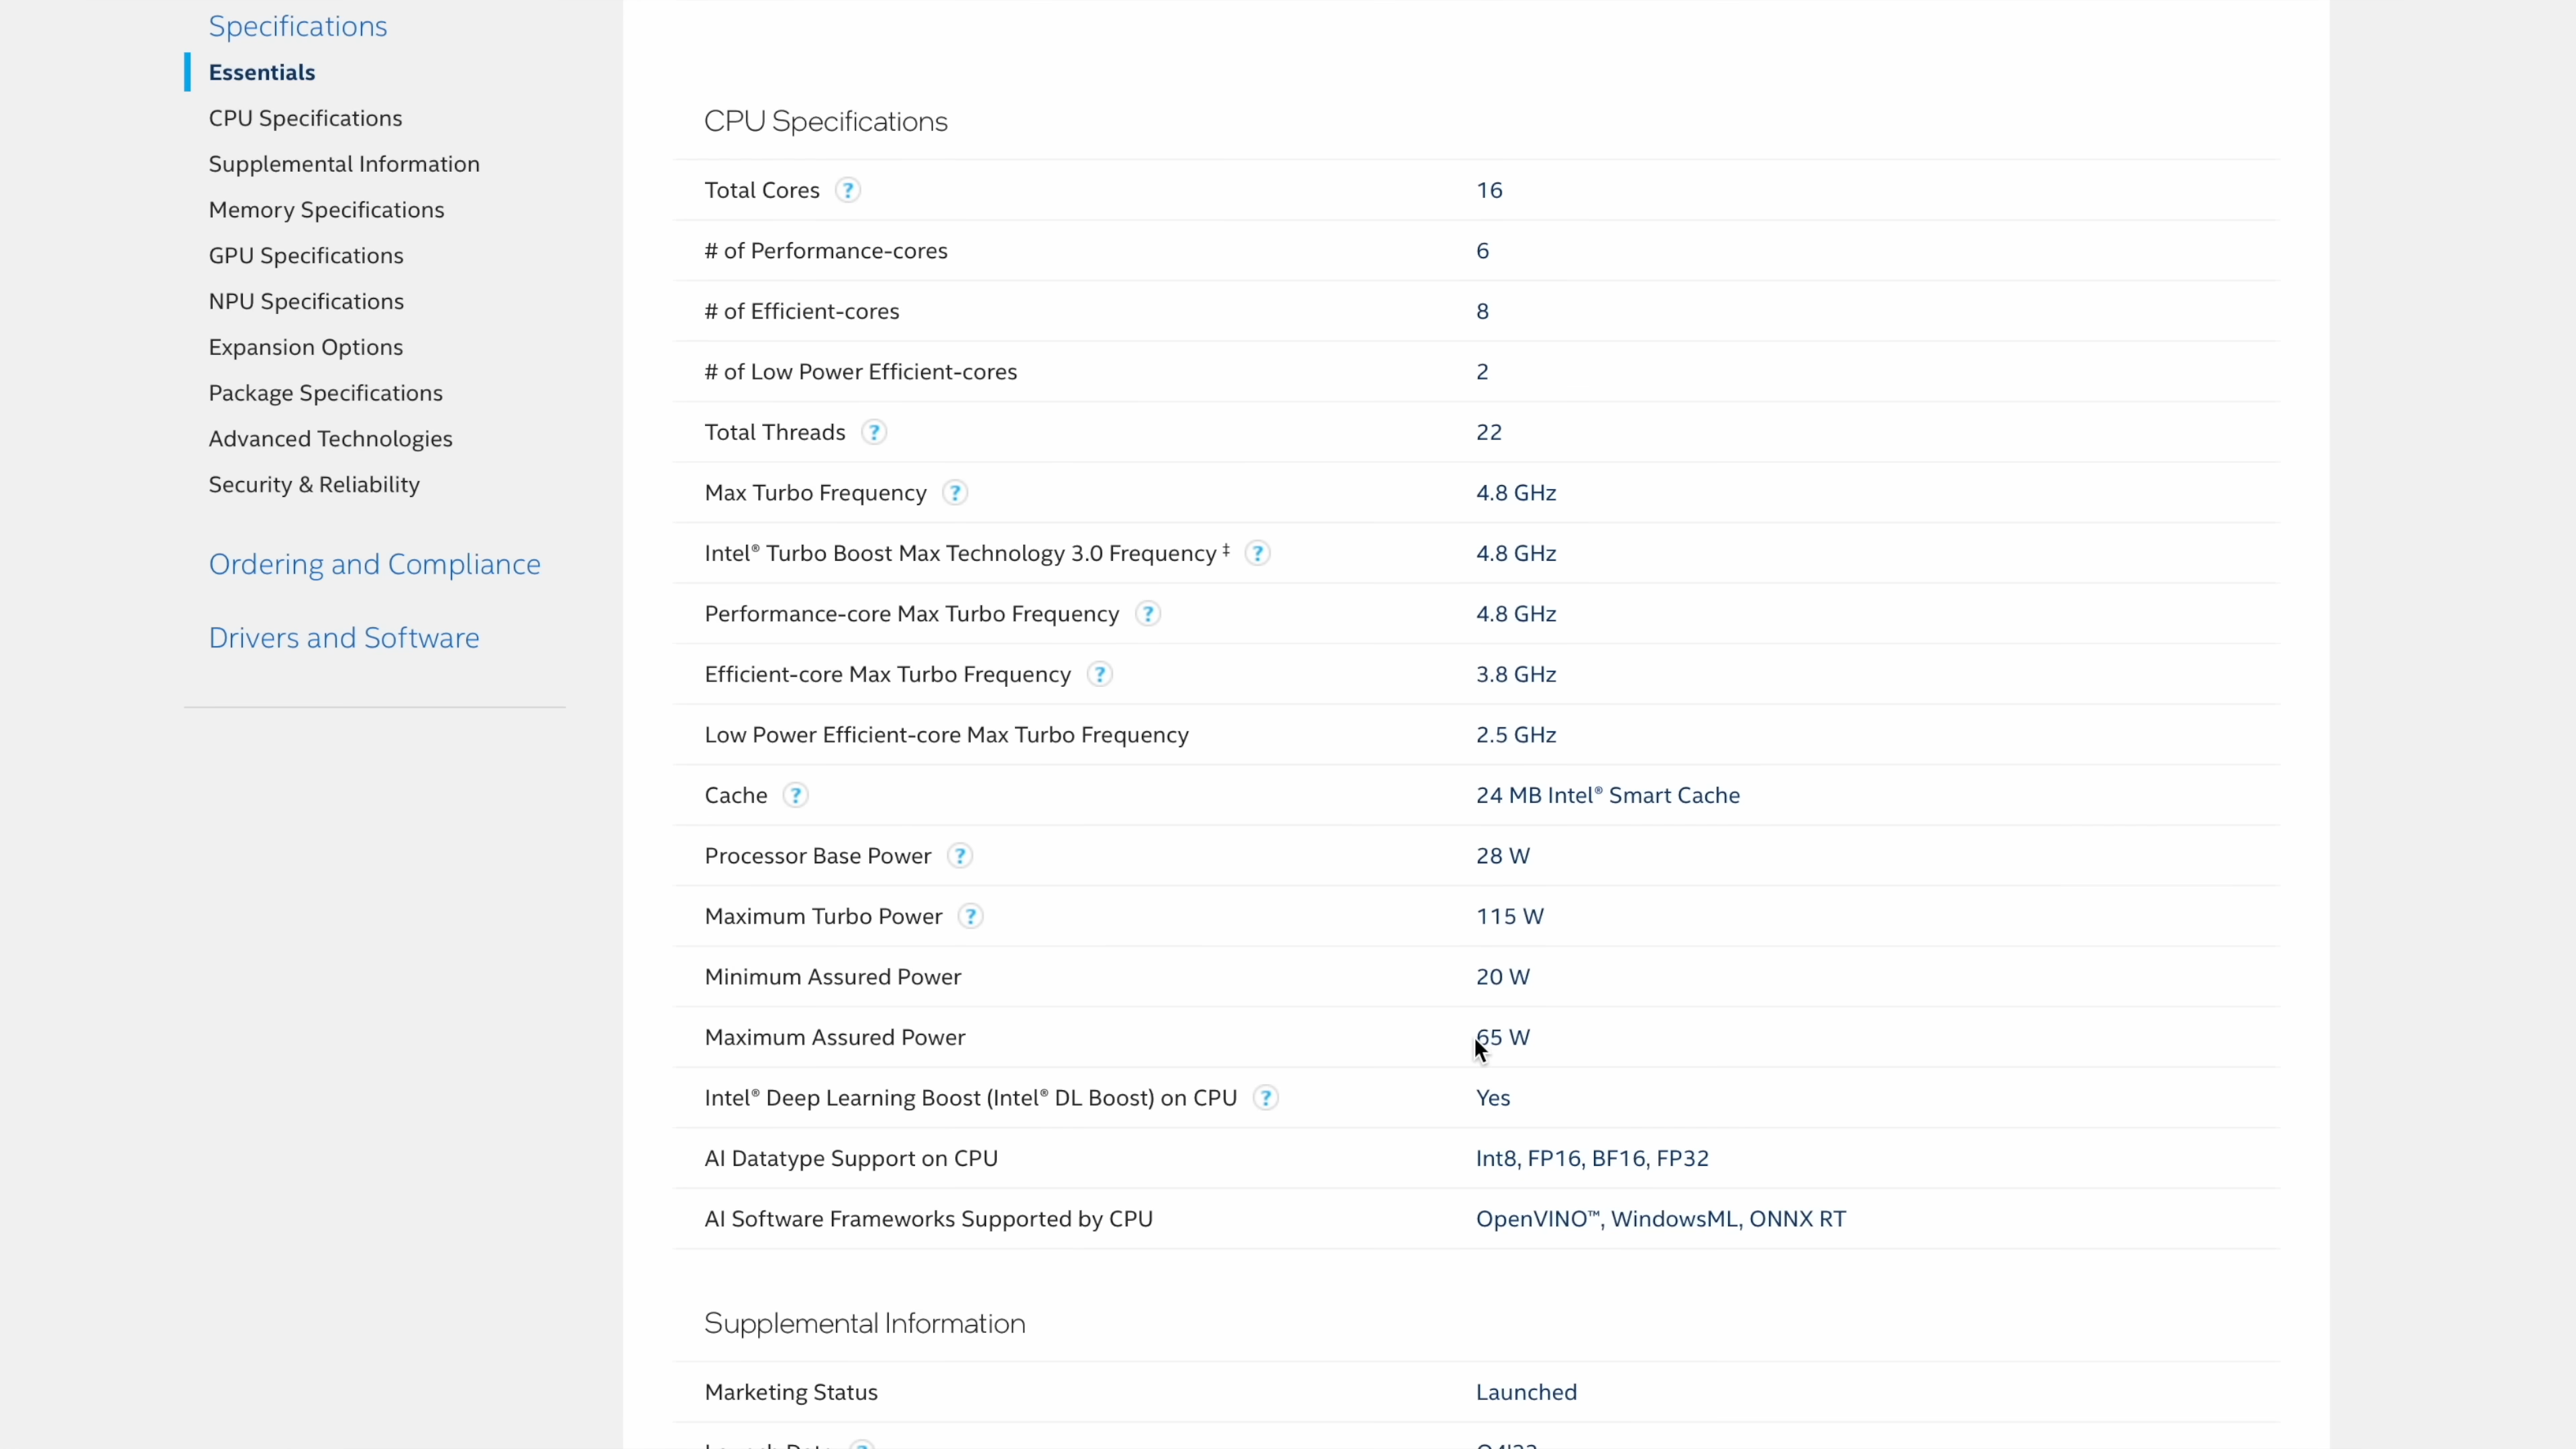 Specifications
Essentials
CPU Specifications
Supplemental Information
Memory Specifications
GPU Specifications
NPU Specifications
Expansion Options
Package Specifications
Advanced Technologies
Security & Reliability
Ordering and Compliance
Drivers and Software
CPU Specifications
Total Cores ? 16
# of Performance-cores 6
# of Efficient-cores 8
# of Low Power Efficient-cores 2
Total Threads ? 22
Max Turbo Frequency ? 4.8 GHz
Intel® Turbo Boost Max Technology 3.0 Frequency ‡ ? 4.8 GHz
Performance-core Max Turbo Frequency ? 4.8 GHz
Efficient-core Max Turbo Frequency ? 3.8 GHz
Low Power Efficient-core Max Turbo Frequency 2.5 GHz
Cache ? 24 MB Intel® Smart Cache
Processor Base Power ? 28 W
Maximum Turbo Power ? 115 W
Minimum Assured Power 20 W
Maximum Assured Power 65 W
Intel® Deep Learning Boost (Intel® DL Boost) on CPU ? Yes
AI Datatype Support on CPU Int8, FP16, BF16, FP32
AI Software Frameworks Supported by CPU OpenVINO™, WindowsML, ONNX RT
Supplemental Information
Marketing Status Launched